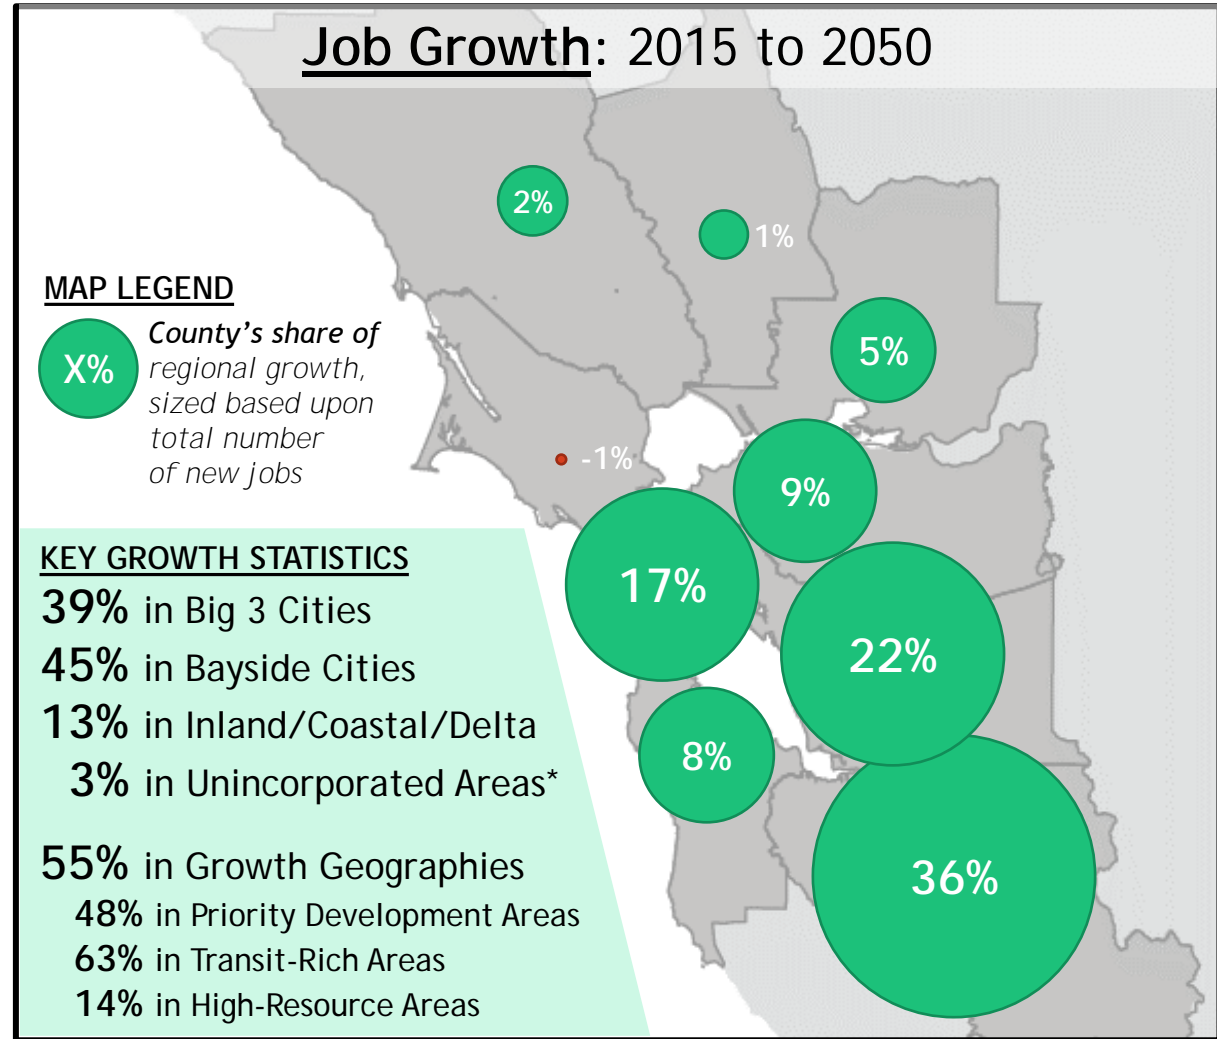 Job Growth: 2015 to 2050
2%
1%
MAP LEGEND
X%
County's share of
regional growth,
sized based upon
total number
of new jobs
5%
-1%
9%
17%
22%
8%
36%
KEY GROWTH STATISTICS
39% in Big 3 Cities
45% in Bayside Cities
13% in Inland/Coastal/Delta
3% in Unincorporated Areas*
55% in Growth Geographies
48% in Priority Development Areas
63% in Transit-Rich Areas
14% in High-Resource Areas